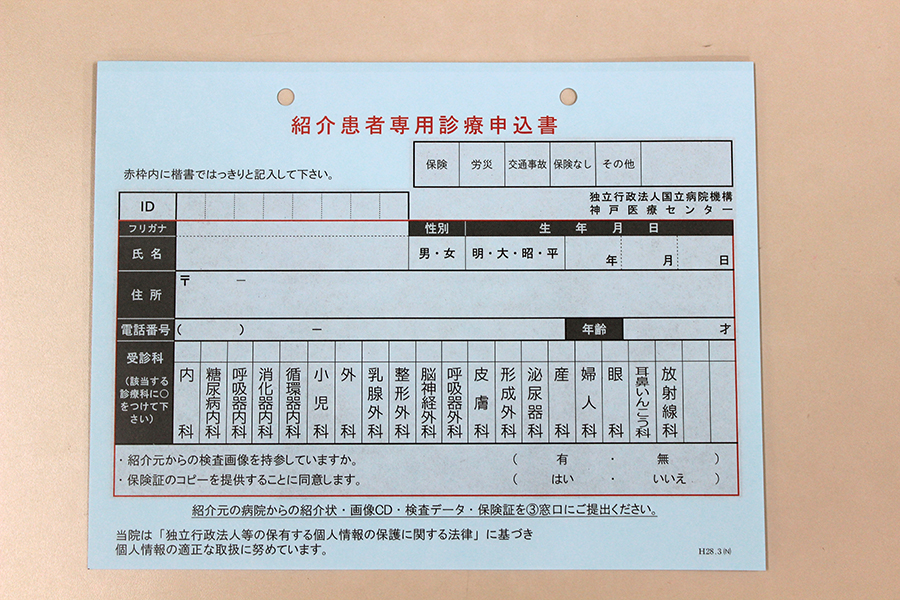 紹介患者専用診療申込書
保険 労災 交通事故 保険なし その他
赤枠内に楷書ではっきりと記入して下さい。
独立行政法人国立病院機構
神戸医療センター
ID
フリガナ 性別 生年月日
氏名 男・女 明・大・昭・平 年 月 日
住所 〒 －
電話番号 ( ) － 年齢 才
受診科
(該当する
診療科に○
をつけて下
さい)
内科
糖尿病内科
呼吸器内科
消化器内科
循環器内科
小児科
外科
乳腺外科
整形外科
脳神経外科
呼吸器外科
皮膚科
形成外科
泌尿器科
産科
婦人科
眼科
耳鼻いんこう科
放射線科
・紹介元からの検査画像を持参していますか。 ( 有 ・ 無 )
・保険証のコピーを提供することに同意します。 ( はい ・ いいえ )
紹介元の病院からの紹介状・画像CD・検査データ・保険証を③窓口にご提出ください。
当院は「独立行政法人等の保有する個人情報の保護に関する法律」に基づき
個人情報の適正な取扱に努めています。
H28.3(N)